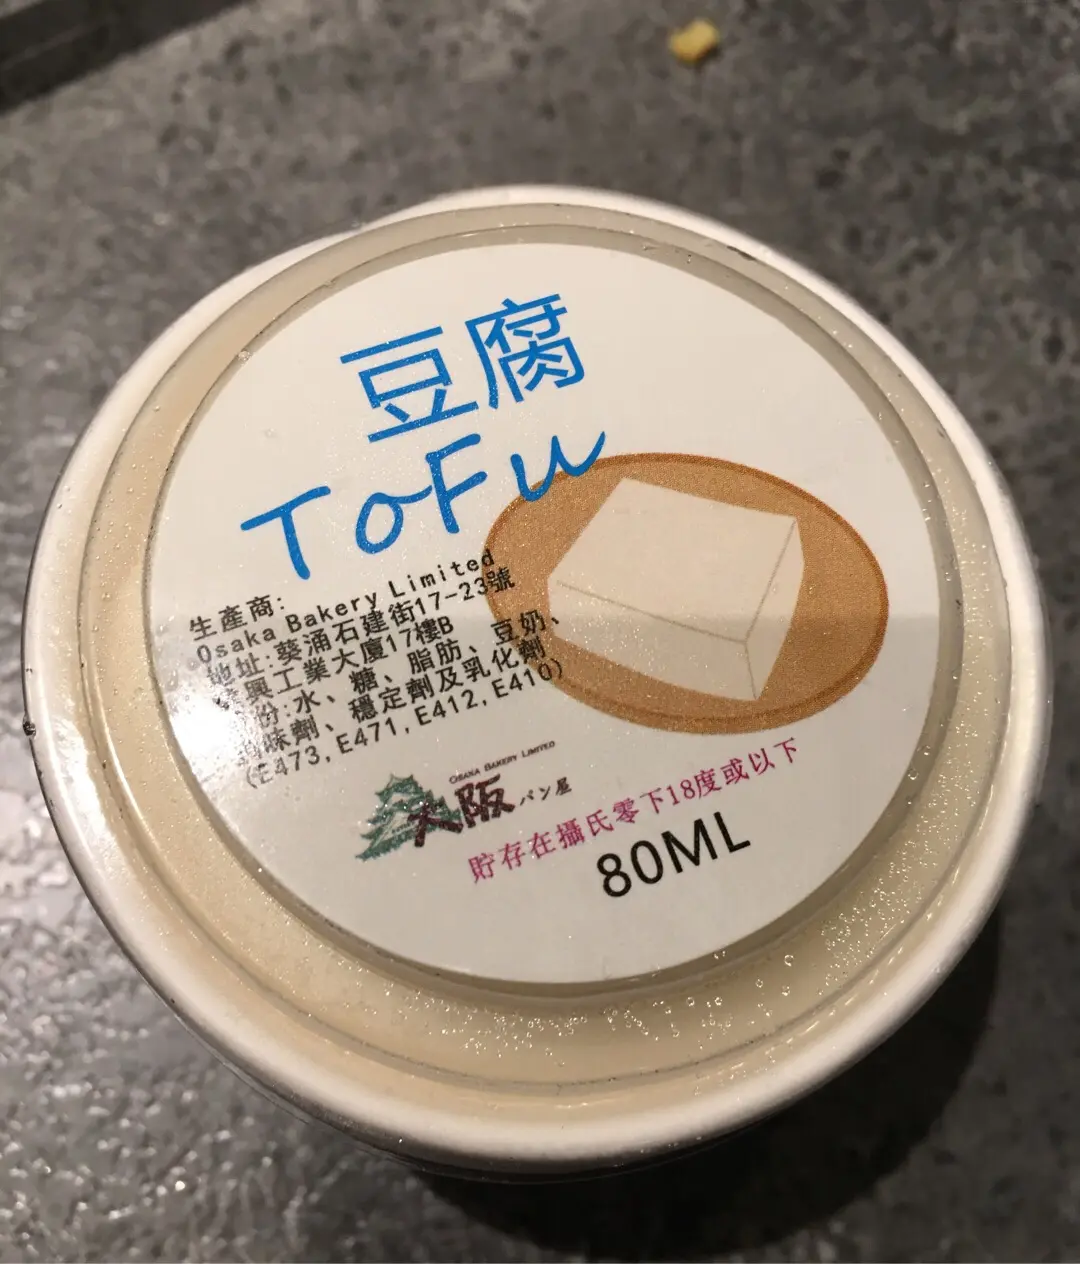 豆腐
ToFu
生產商:
Osaka Bakery Limited
地址:葵涌石建街17-23號
興工業大廈17樓B
份:水、糖、脂肪、豆奶、
味劑、穩定劑及乳化劑
(E473,E471,E412,E410)
OSAKA BAKERY LIMITED
大阪パン屋
貯存在攝氏零下18度或以下
80ML